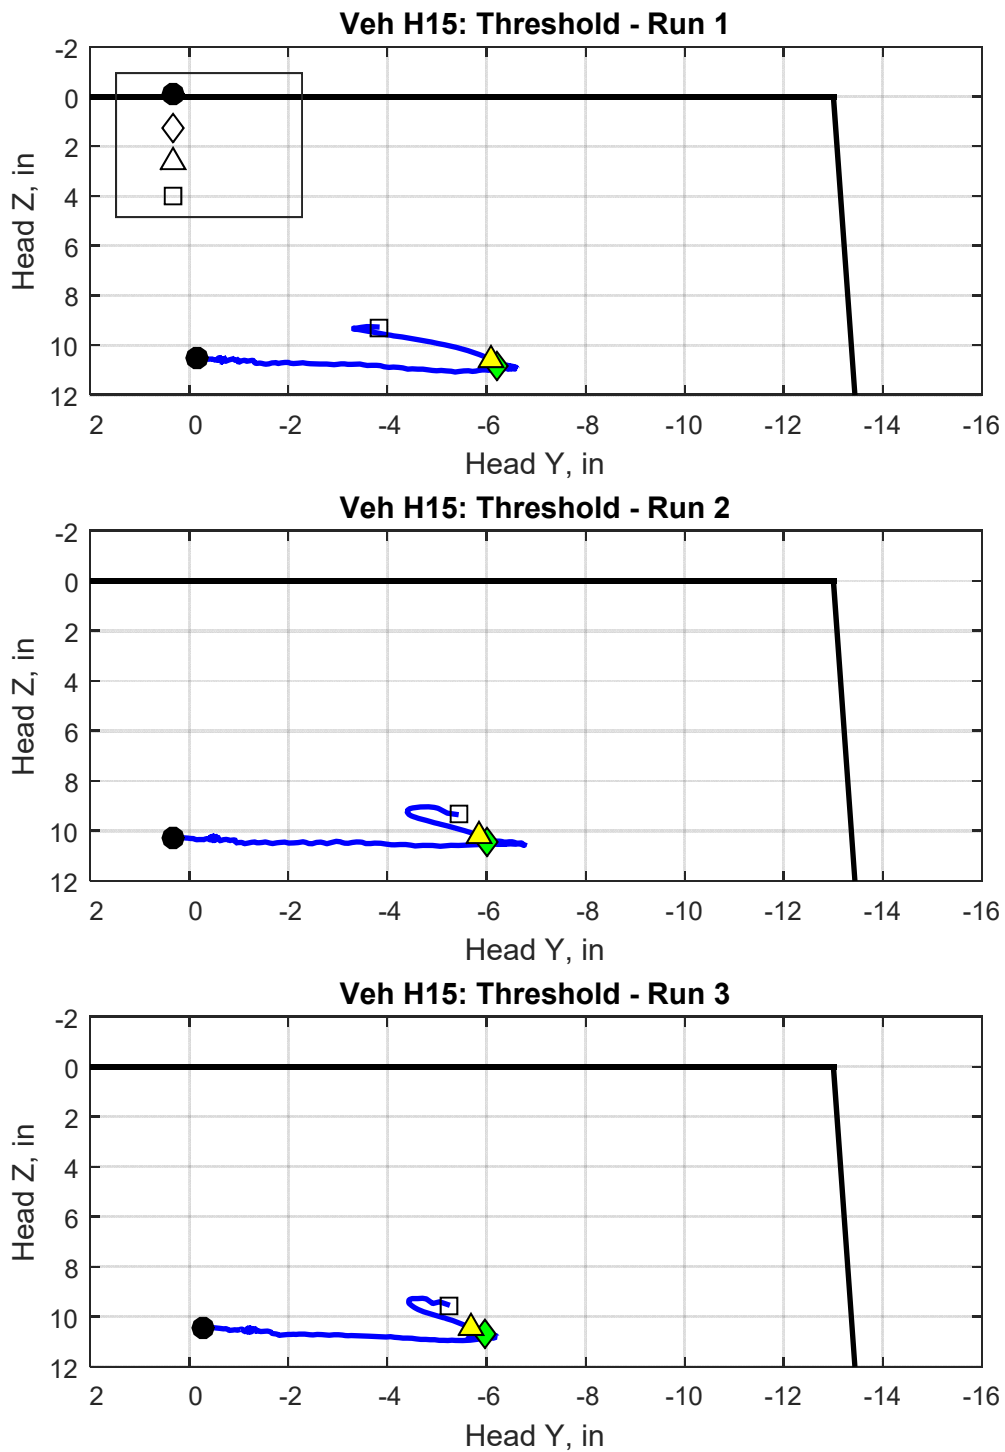 Veh H15: Threshold - Run 1
-2
0
2
4
6
8
10
12
Head Z, in
2 0 -2 -4 -6 -8 -10 -12 -14 -16
Head Y, in
Veh H15: Threshold - Run 2
-2
0
2
4
6
8
10
12
Head Z, in
2 0 -2 -4 -6 -8 -10 -12 -14 -16
Head Y, in
Veh H15: Threshold - Run 3
-2
0
2
4
6
8
10
12
Head Z, in
2 0 -2 -4 -6 -8 -10 -12 -14 -16
Head Y, in